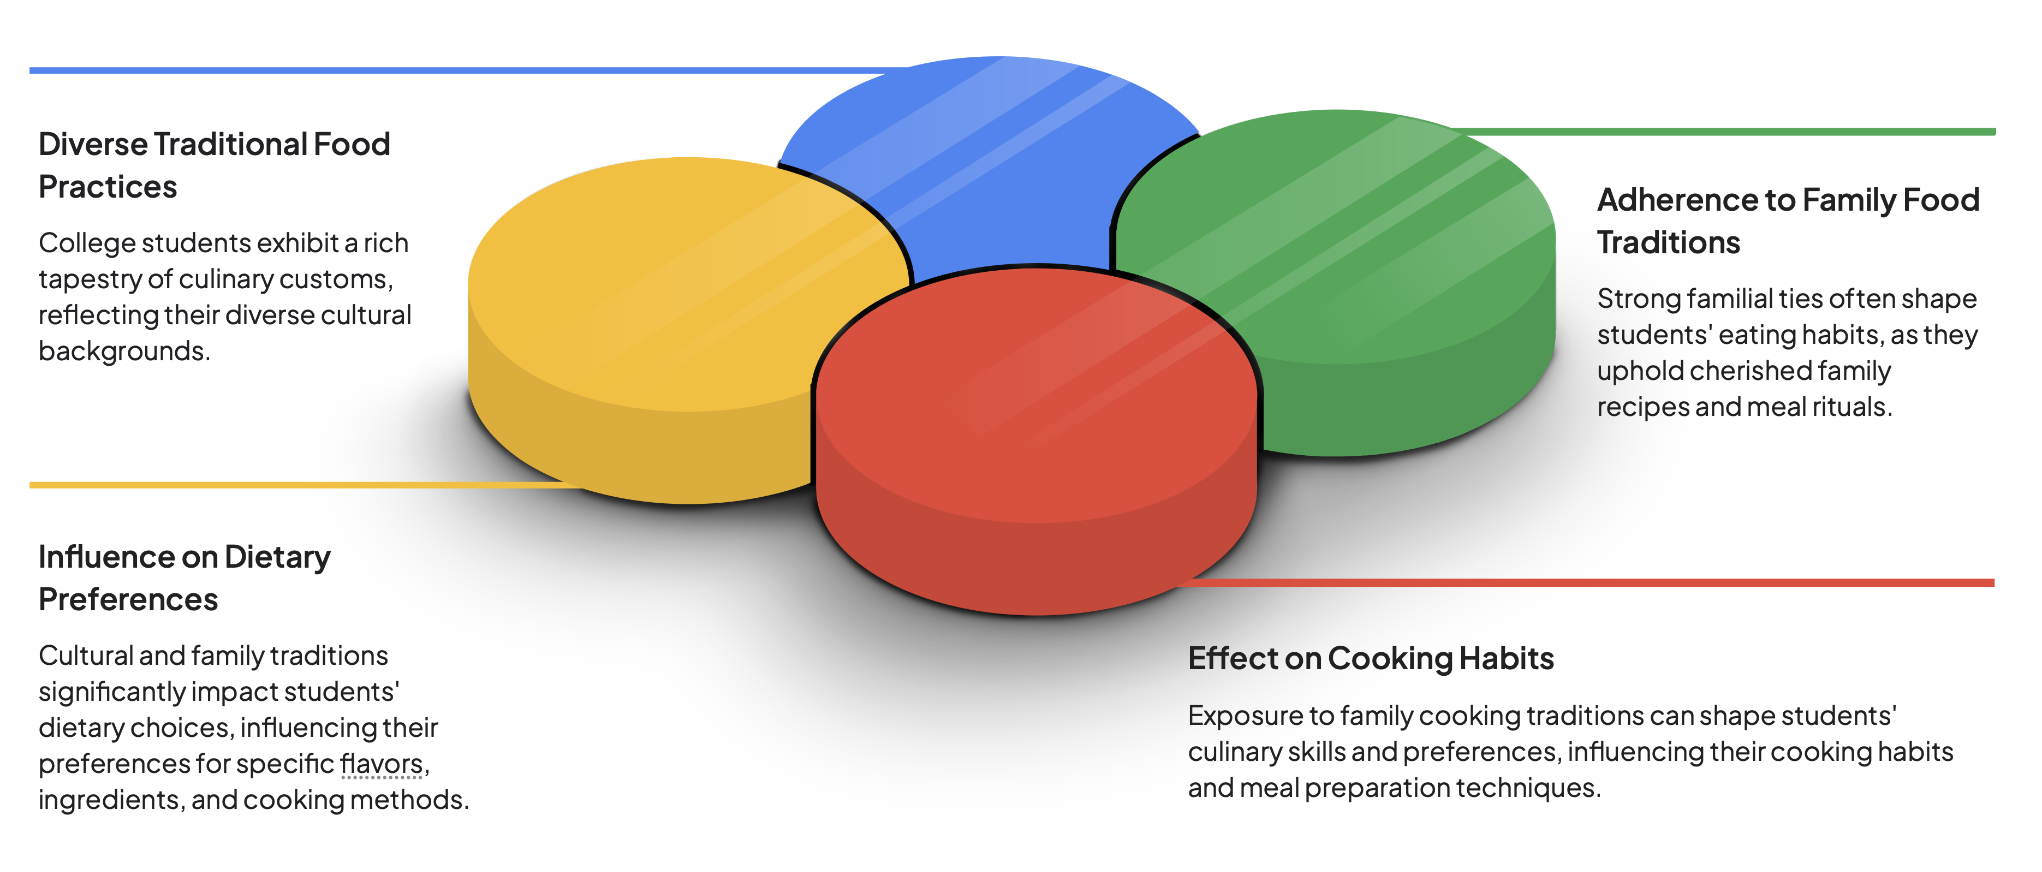 Diverse Traditional Food
Practices
College students exhibit a rich
tapestry of culinary customs,
reflecting their diverse cultural
backgrounds.
Adherence to Family Food
Traditions
Strong familial ties often shape
students' eating habits, as they
uphold cherished family
recipes and meal rituals.
Influence on Dietary
Preferences
Cultural and family traditions
significantly impact students'
dietary choices, influencing their
preferences for specific flavors,
ingredients, and cooking methods.
Effect on Cooking Habits
Exposure to family cooking traditions can shape students'
culinary skills and preferences, influencing their cooking habits
and meal preparation techniques.